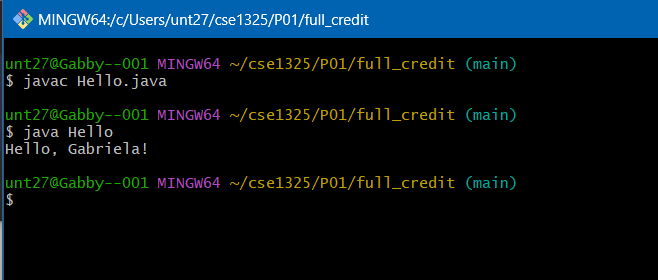 MINGW64:/c/Users/unt27/cse1325/P01/full_credit
unt27@Gabby--001 MINGW64 ~/cse1325/P01/full_credit (main)
$ javac Hello.java
unt27@Gabby--001 MINGW64 ~/cse1325/P01/full_credit (main)
$ java Hello
Hello, Gabriela!
unt27@Gabby--001 MINGW64 ~/cse1325/P01/full_credit (main)
$